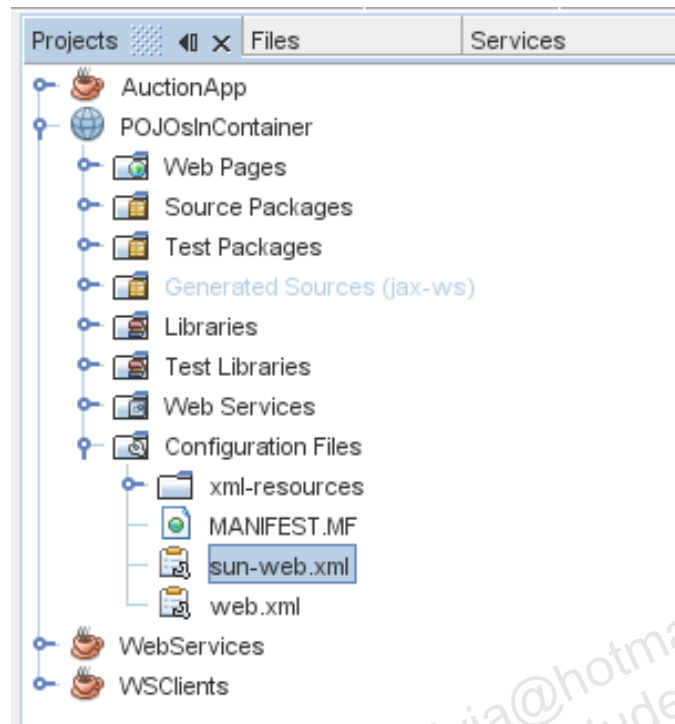 Projects Files Services
AuctionApp
POJOsInContainer
Web Pages
Source Packages
Test Packages
Generated Sources (jax-ws)
Libraries
Test Libraries
Web Services
Configuration Files
xml-resources
MANIFEST.MF
sun-web.xml
web.xml
WebServices
WSClients